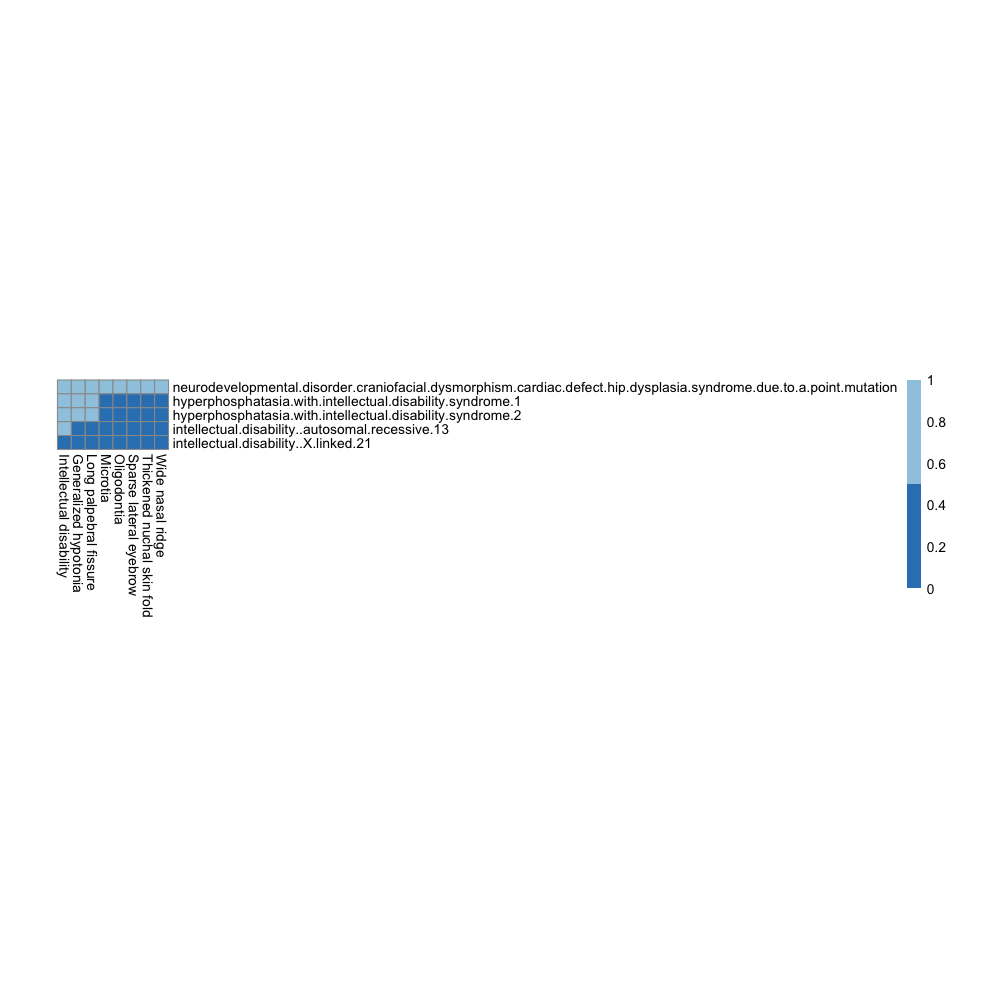 neurodevelopmental.disorder.craniofacial.dysmorphism.cardiac.defect.hip.dysplasia.syndrome.due.to.a.point.mutation
hyperphosphatasia.with.intellectual.disability.syndrome.1
hyperphosphatasia.with.intellectual.disability.syndrome.2
intellectual.disability..autosomal.recessive.13
intellectual.disability..X.linked.21
Intellectual disability
Generalized hypotonia
Long palpebral fissure
Microtia
Oligodontia
Sparse lateral eyebrow
Thickened nuchal skin fold
Wide nasal ridge
1
0.8
0.6
0.4
0.2
0